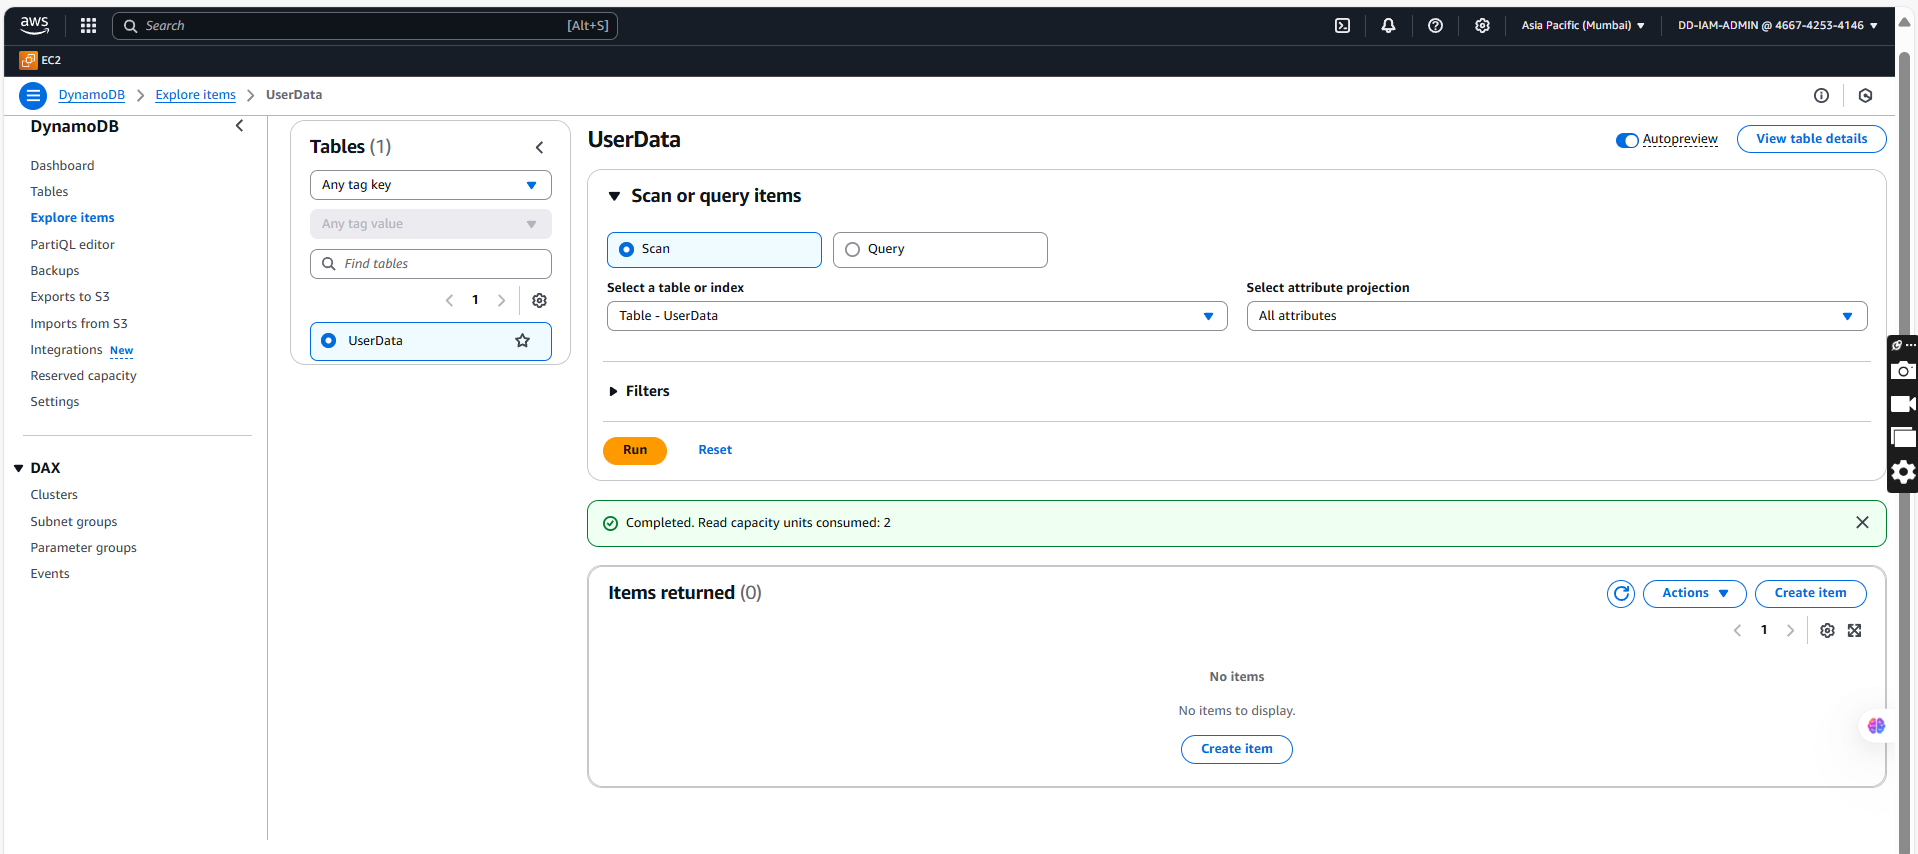 aws
Search
[Alt+S]
Asia Pacific (Mumbai)
DD-IAM-ADMIN @ 4667-4253-4146
EC2
DynamoDB
Explore items
UserData
DynamoDB
Dashboard
Tables
Explore items
PartiQL editor
Backups
Exports to S3
Imports from S3
Integrations New
Reserved capacity
Settings
DAX
Clusters
Subnet groups
Parameter groups
Events
Tables (1)
Any tag key
Any tag value
Find tables
1
UserData
UserData
Autopreview
View table details
Scan or query items
Scan
Query
Select a table or index
Table - UserData
Select attribute projection
All attributes
Filters
Run
Reset
Completed. Read capacity units consumed: 2
Items returned (0)
Actions
Create item
1
No items
No items to display.
Create item